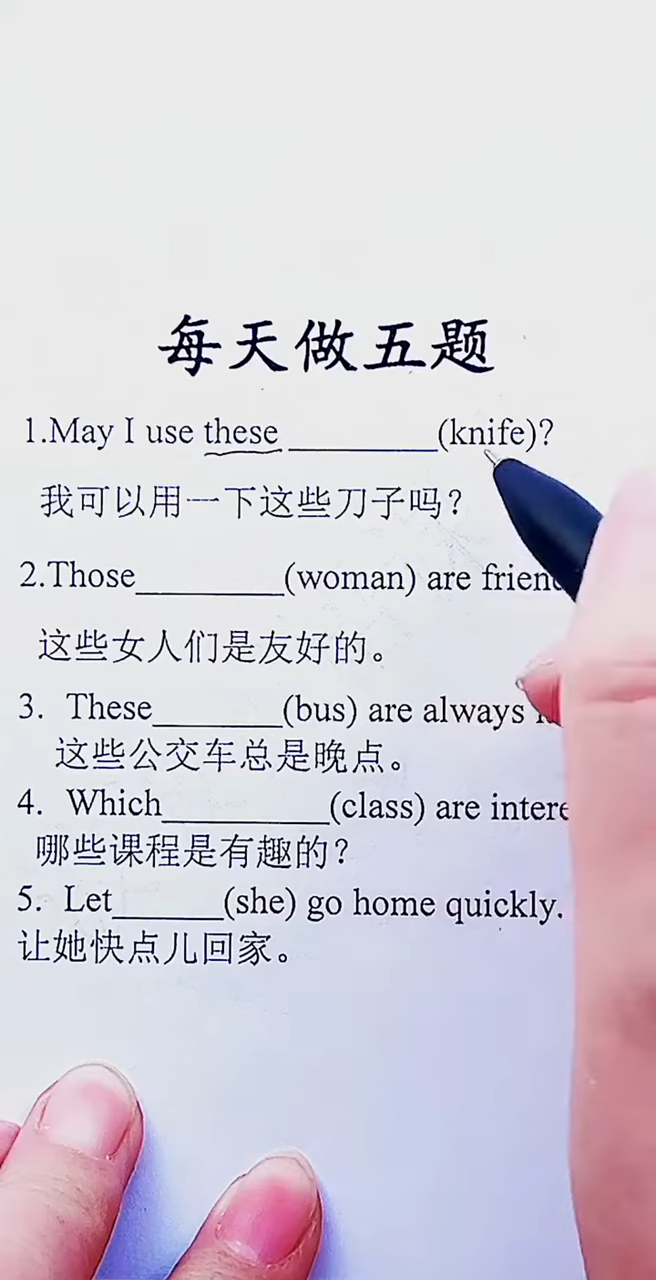 每天做五题
1.May I use these ________(knife)?
我可以用一下这些刀子吗?
2.Those________(woman) are
这些女人们是友好的。
3. These_______(bus) are always
这些公交车总是晚点。
4. Which_________(class) are
哪些课程是有趣的?
5. Let______(she) go home quickly.
让她快点儿回家。